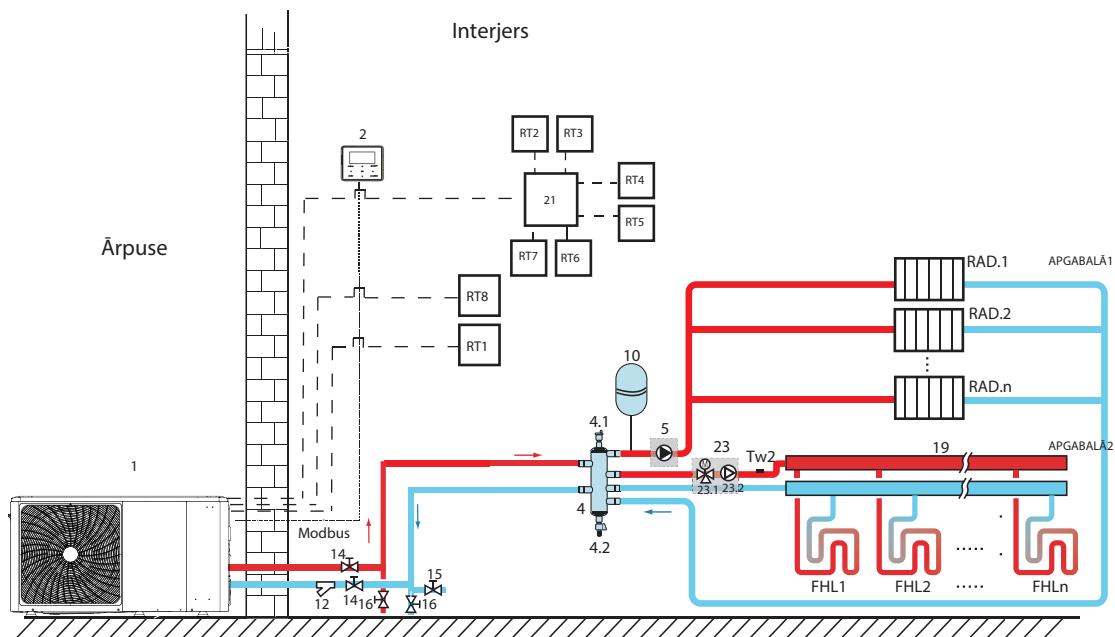 Interjers
Ārpuse
2
RT2
RT3
RT4
21
RT5
RT7
RT6
RT8
RT1
RAD.1
APGABALĀ1
RAD.2
RAD.n
10
4.1
5
23
Tw2
19
APGABALĀ2
M
23.1
23.2
4
4.2
1
Modbus
14
15
12
14
16
16
FHL1
FHL2
FHLn